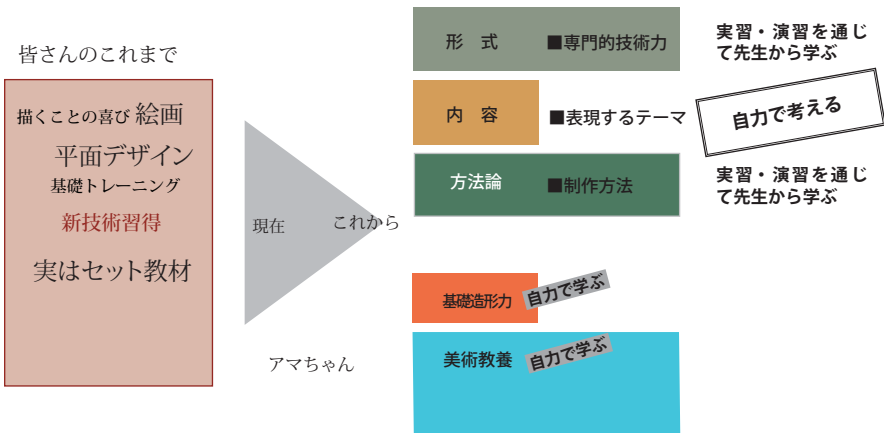 皆さんのこれまで
描くことの喜び 絵画
平面デザイン
基礎トレーニング
新技術習得
実はセット教材
現在
これから
アマちゃん
形　式　■専門的技術力
実習・演習を通じ
て先生から学ぶ
内　容　■表現するテーマ
自力で考える
方法論　■制作方法
実習・演習を通じ
て先生から学ぶ
基礎造形力
自力で学ぶ
美術教養
自力で学ぶ